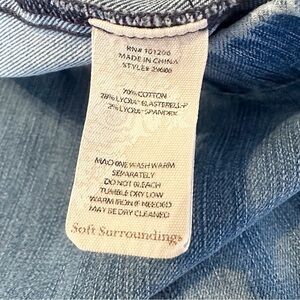 RN# 101206
MADE IN CHINA
STYLE#
70% COTTON
28% LYCRA® ELASTERELL-P
2% LYCRA® SPANDEX
MACHINE WASH WARM
SEPARATELY
DO NOT BLEACH
TUMBLE DRY LOW
WARM IRON IF NEEDED
MAY BE DRY CLEANED
Soft Surroundings